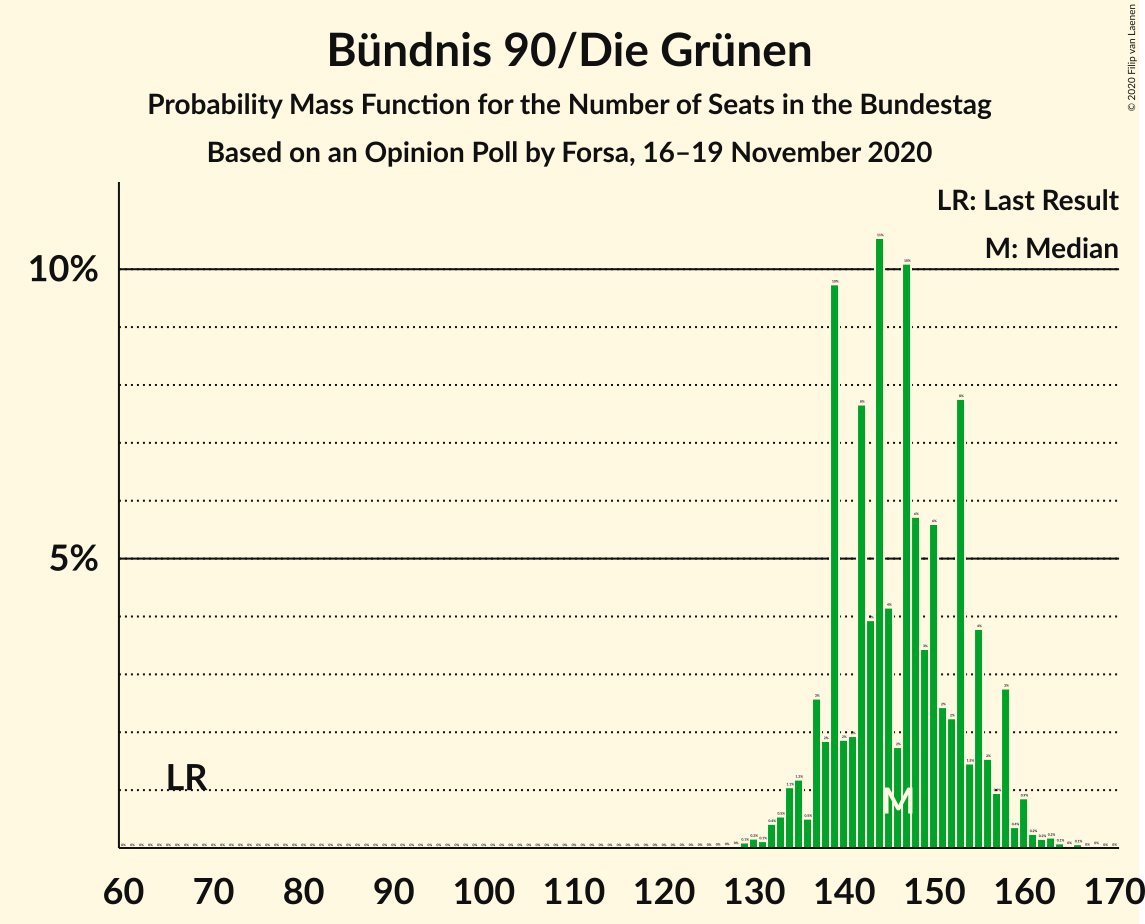 Bündnis 90/Die Grünen
Probability Mass Function for the Number of Seats in the Bundestag
Based on an Opinion Poll by Forsa, 16–19 November 2020
© 2020 Filip van Laenen
LR: Last Result
M: Median
10%
5%
LR
M
60 70 80 90 100 110 120 130 140 150 160 170